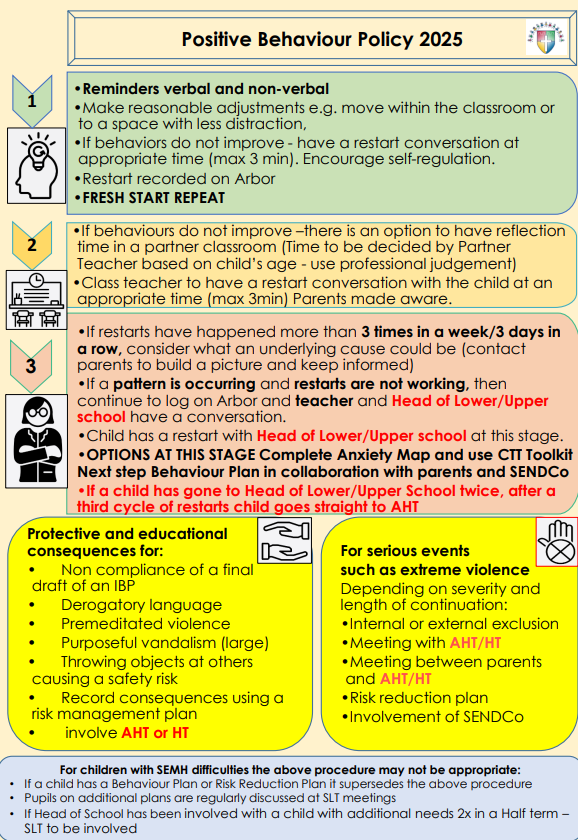 Positive Behaviour Policy 2025
1
•Reminders verbal and non-verbal
•Make reasonable adjustments e.g. move within the classroom or
to a space with less distraction,
•If behaviors do not improve - have a restart conversation at
appropriate time (max 3 min). Encourage self-regulation.
•Restart recorded on Arbor
•FRESH START REPEAT
2
•If behaviours do not improve –there is an option to have reflection
time in a partner classroom (Time to be decided by Partner
Teacher based on child's age - use professional judgement)
•Class teacher to have a restart conversation with the child at an
appropriate time (max 3min) Parents made aware.
3
•If restarts have happened more than 3 times in a week/3 days in
a row, consider what an underlying cause could be (contact
parents to build a picture and keep informed)
•If a pattern is occurring and restarts are not working, then
continue to log on Arbor and teacher and Head of Lower/Upper
school have a conversation.
•Child has a restart with Head of Lower/Upper school at this stage.
•OPTIONS AT THIS STAGE Complete Anxiety Map and use CTT Toolkit
Next step Behaviour Plan in collaboration with parents and SENDCo
•If a child has gone to Head of Lower/Upper School twice, after a
third cycle of restarts child goes straight to AHT
Protective and educational
consequences for:
• Non compliance of a final
draft of an IBP
• Derogatory language
• Premeditated violence
• Purposeful vandalism (large)
• Throwing objects at others
causing a safety risk
• Record consequences using a
risk management plan
• involve AHT or HT
For serious events
such as extreme violence
Depending on severity and
length of continuation:
•Internal or external exclusion
•Meeting with AHT/HT
•Meeting between parents
and AHT/HT
•Risk reduction plan
•Involvement of SENDCo
For children with SEMH difficulties the above procedure may not be appropriate:
• If a child has a Behaviour Plan or Risk Reduction Plan it supersedes the above procedure
• Pupils on additional plans are regularly discussed at SLT meetings
• If Head of School has been involved with a child with additional needs 2x in a Half term –
SLT to be involved